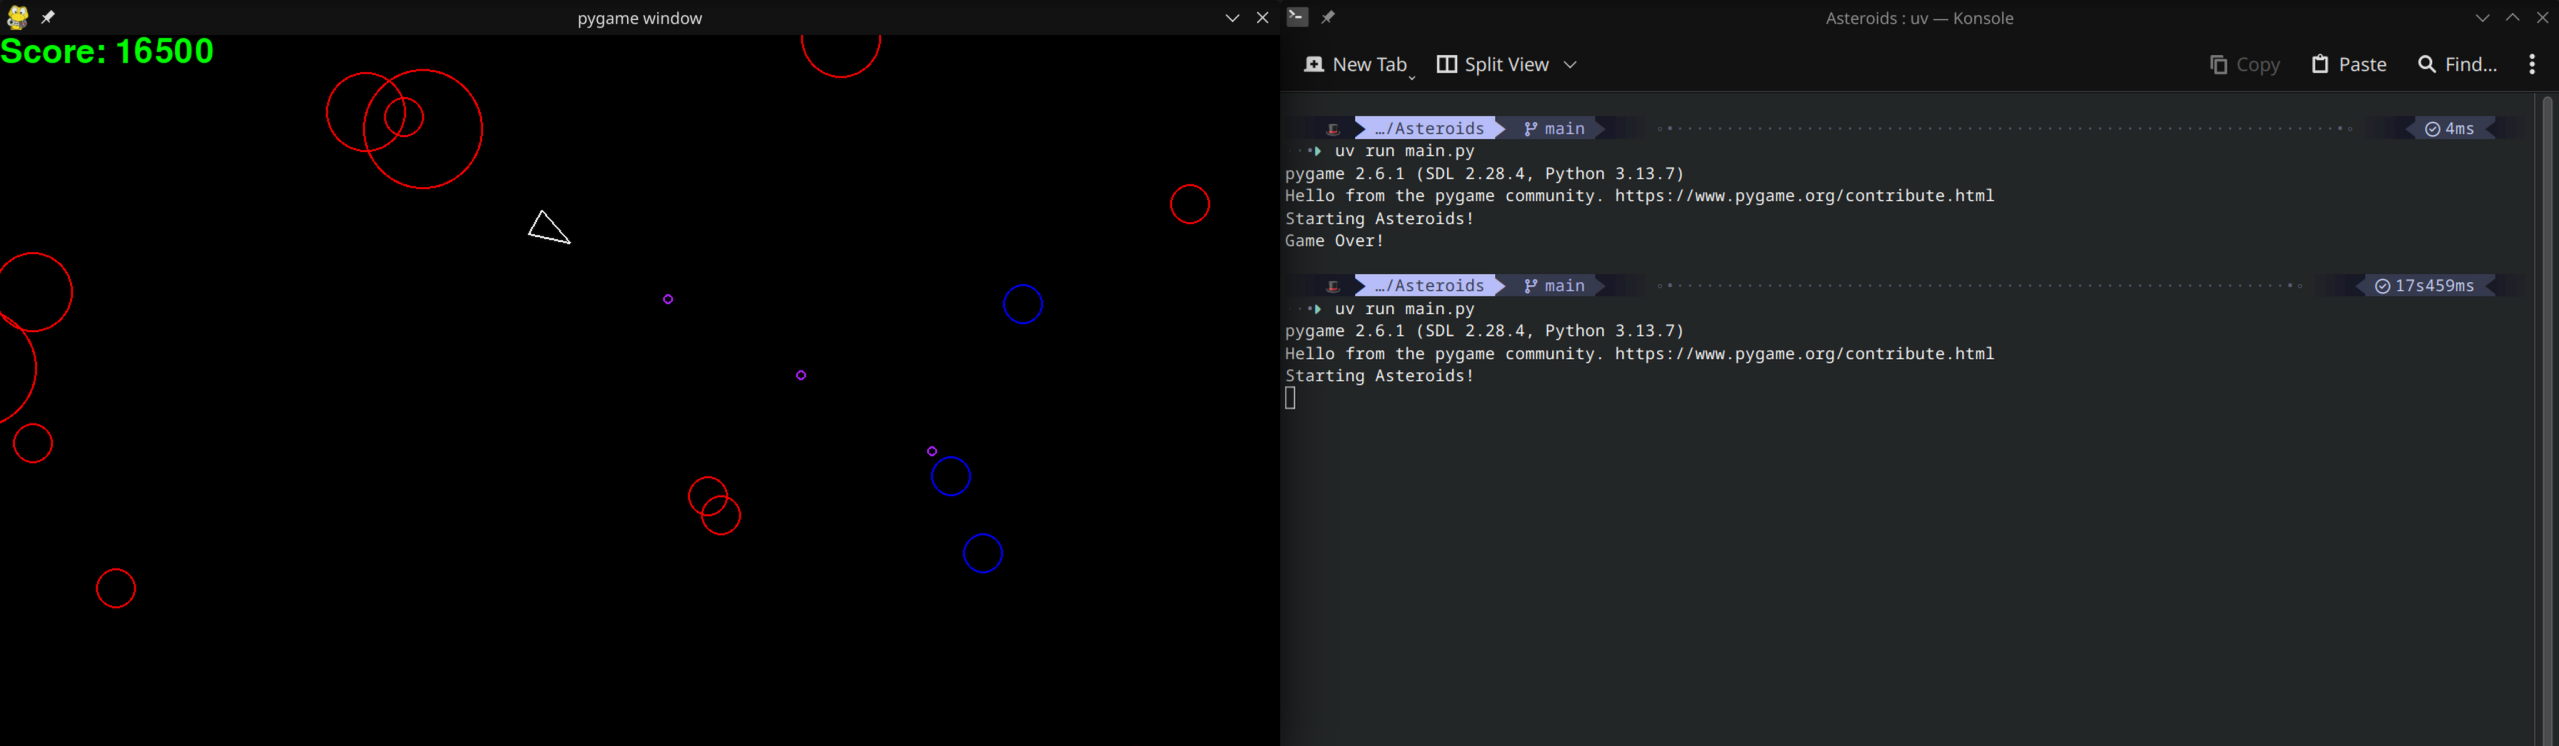 pygame window
Score: 16500
Asteroids : uv — Konsole
New Tab
Split View
Copy
Paste
Find...
…/Asteroids main 4ms
uv run main.py
pygame 2.6.1 (SDL 2.28.4, Python 3.13.7)
Hello from the pygame community. https://www.pygame.org/contribute.html
Starting Asteroids!
Game Over!
…/Asteroids main 17s459ms
uv run main.py
pygame 2.6.1 (SDL 2.28.4, Python 3.13.7)
Hello from the pygame community. https://www.pygame.org/contribute.html
Starting Asteroids!